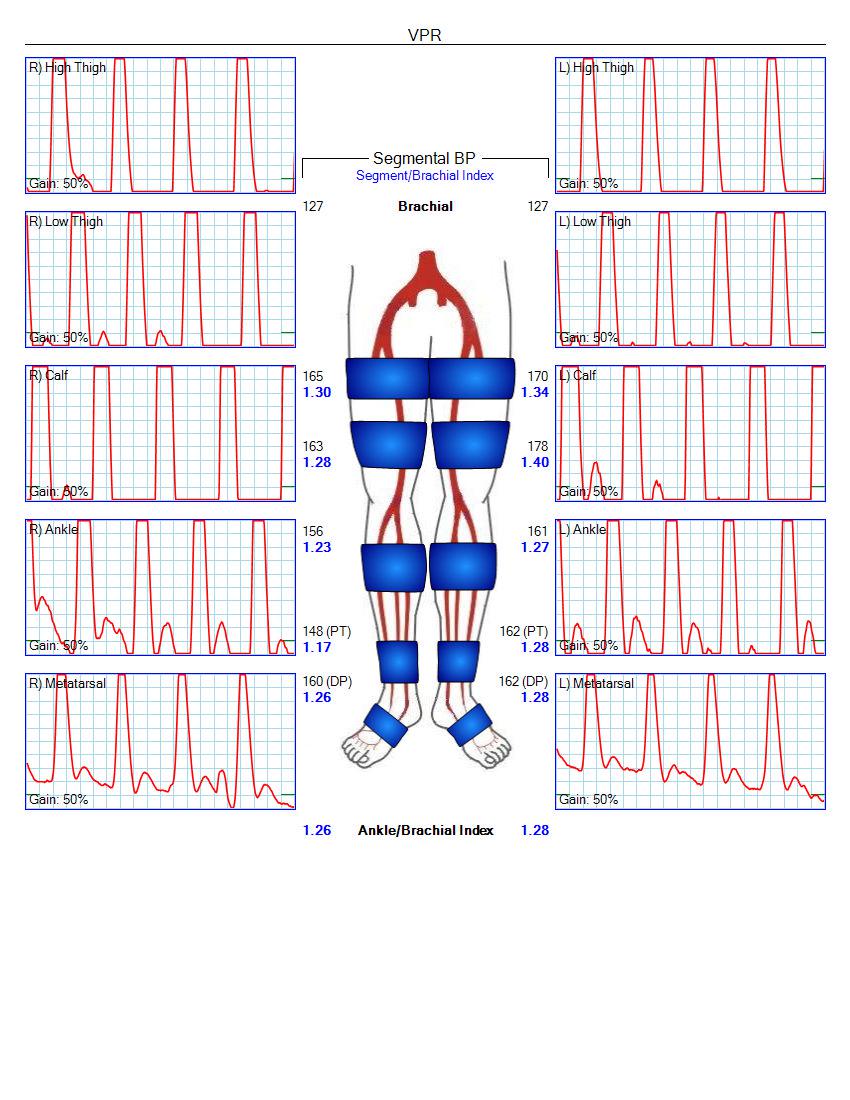 VPR
R) High Thigh
Gain: 50%
L) High Thigh
Gain: 50%
Segmental BP
Segment/Brachial Index
127 Brachial 127
R) Low Thigh
Gain: 50%
L) Low Thigh
Gain: 50%
R) Calf
Gain: 50%
165
1.30
170
1.34
L) Calf
Gain: 50%
163
1.28
178
1.40
R) Ankle
Gain: 50%
156
1.23
161
1.27
L) Ankle
Gain: 50%
148 (PT)
1.17
162 (PT)
1.28
R) Metatarsal
Gain: 50%
160 (DP)
1.26
162 (DP)
1.28
L) Metatarsal
Gain: 50%
1.26 Ankle/Brachial Index 1.28